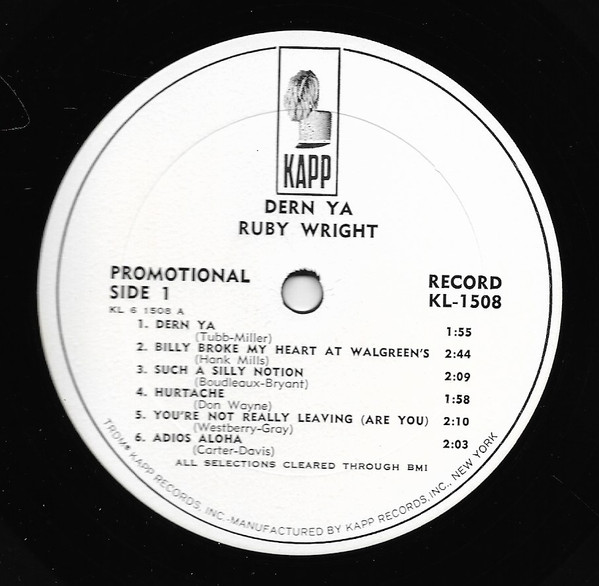 KAPP
DERN YA
RUBY WRIGHT
PROMOTIONAL
SIDE 1
KL 6 1508 A
RECORD
KL-1508
1. DERN YA 1:55
(Tubb-Miller)
2. BILLY BROKE MY HEART AT WALGREEN'S 2:44
(Hank Mills)
3. SUCH A SILLY NOTION 2:09
(Boudleaux-Bryant)
4. HURTACHE 1:58
(Don Wayne)
5. YOU'RE NOT REALLY LEAVING (ARE YOU) 2:10
(Westberry-Gray)
6. ADIOS ALOHA 2:03
(Carter-Davis)
ALL SELECTIONS CLEARED THROUGH BMI
TRDMK KAPP RECORDS, INC.-MANUFACTURED BY KAPP RECORDS, INC., NEW YORK